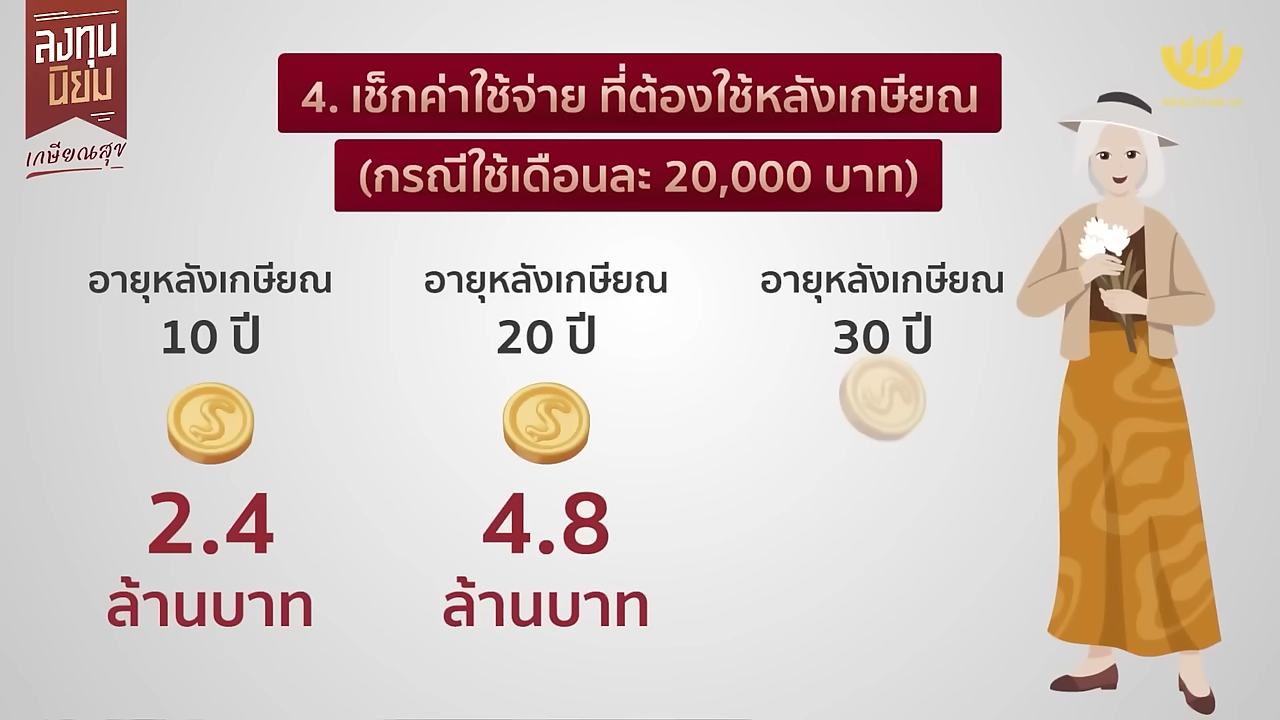 ลงทุน
นิยม
เกษียณสุข
4. เช็กค่าใช้จ่าย ที่ต้องใช้หลังเกษียณ
(กรณีใช้เดือนละ 20,000 บาท)
อายุหลังเกษียณ
10 ปี
2.4
ล้านบาท
อายุหลังเกษียณ
20 ปี
4.8
ล้านบาท
อายุหลังเกษียณ
30 ปี